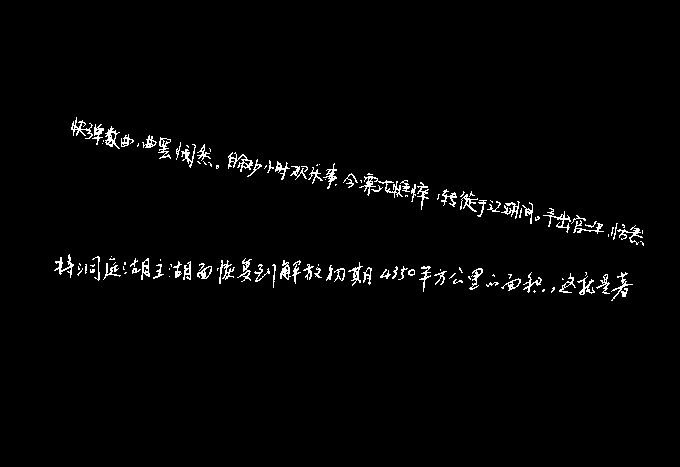 快弹数曲，曲罢悯然。自叙少小时欢乐事，今漂沦憔悴，转徙于江湖间。予出官二年，恬然
将洞庭湖主湖面恢复到解放初期4350平方公里的面积，这就是著